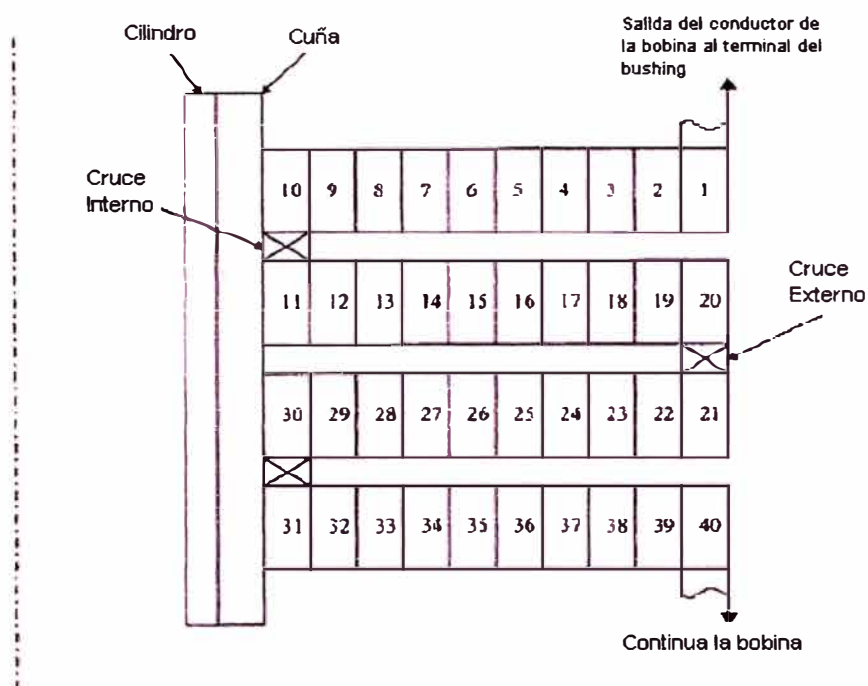 Cilindro
Cuña
Salida del conductor de
la bobina al terminal del
bushing
Cruce
Interno
10 9 8 7 6 5 4 3 2 1
11 12 13 14 15 16 17 18 19 20
Cruce
Externo
30 29 28 27 26 25 24 23 22 21
31 32 33 34 35 36 37 38 39 40
Continua la bobina